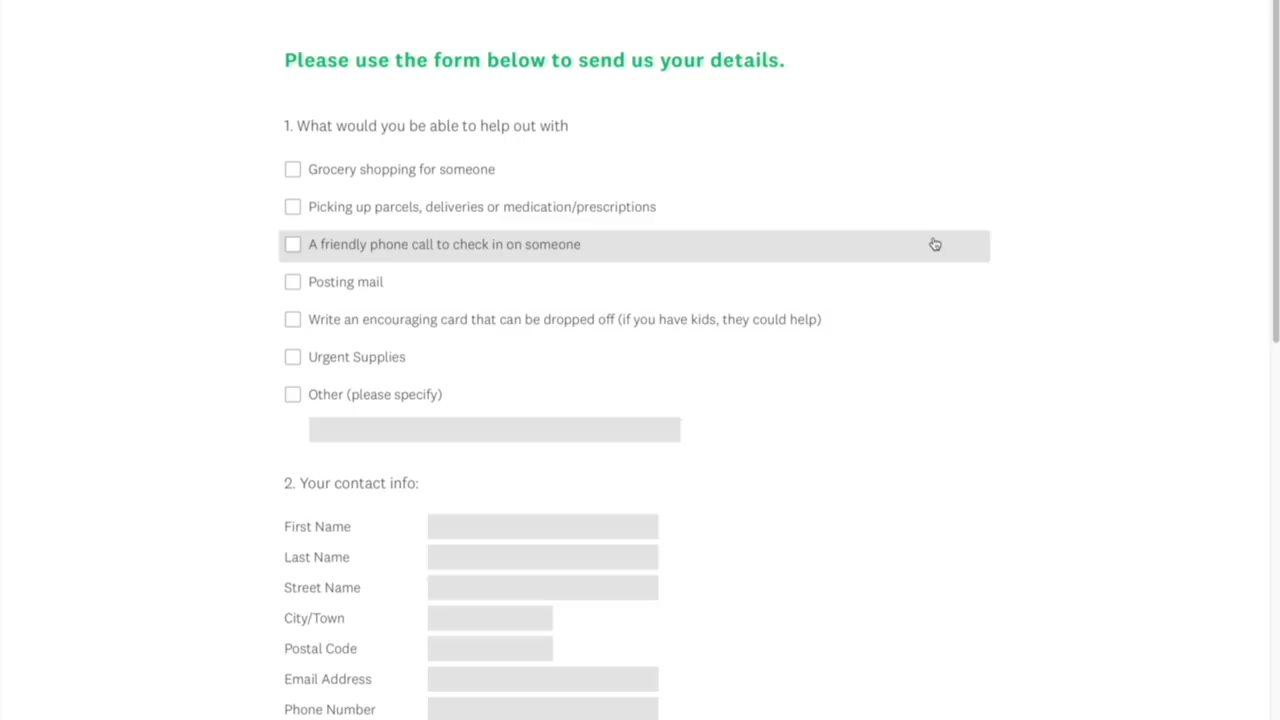 Please use the form below to send us your details.
1. What would you be able to help out with
Grocery shopping for someone
Picking up parcels, deliveries or medication/prescriptions
A friendly phone call to check in on someone
Posting mail
Write an encouraging card that can be dropped off (if you have kids, they could help)
Urgent Supplies
Other (please specify)
2. Your contact info:
First Name
Last Name
Street Name
City/Town
Postal Code
Email Address
Phone Number